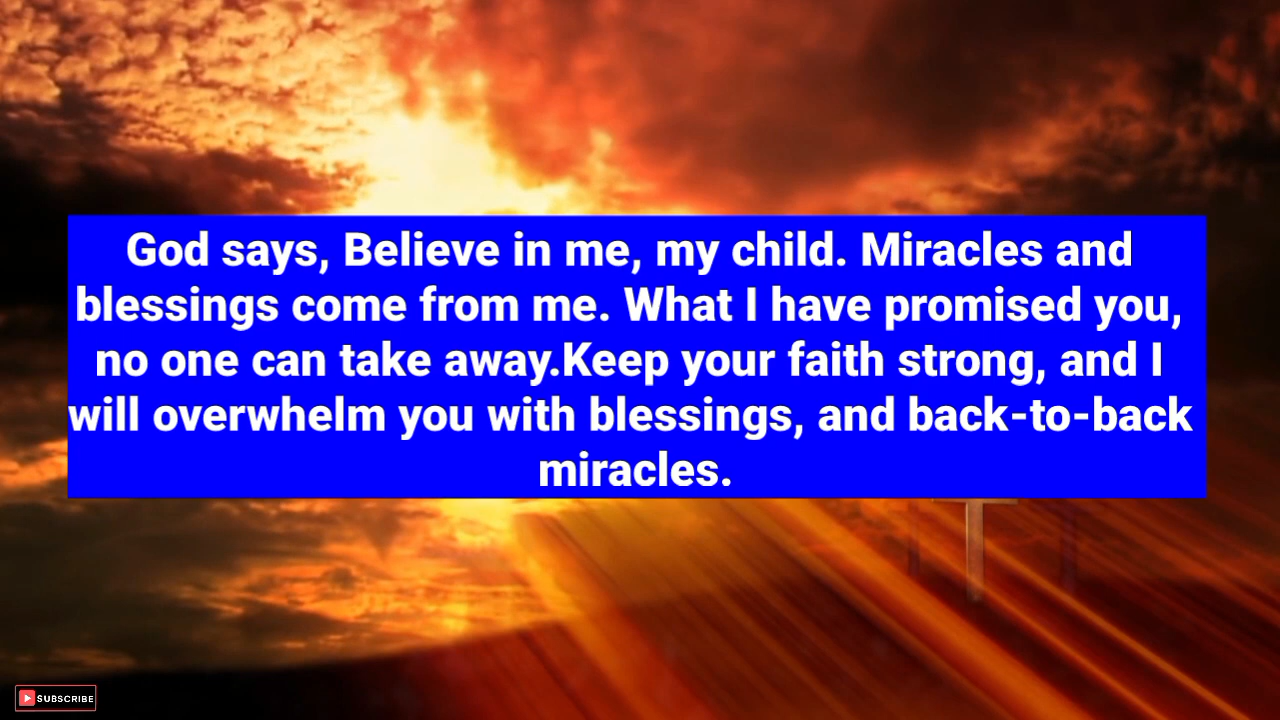 God says, Believe in me, my child. Miracles and
blessings come from me. What I have promised you,
no one can take away.Keep your faith strong, and I
will overwhelm you with blessings, and back-to-back
miracles.
SUBSCRIBE